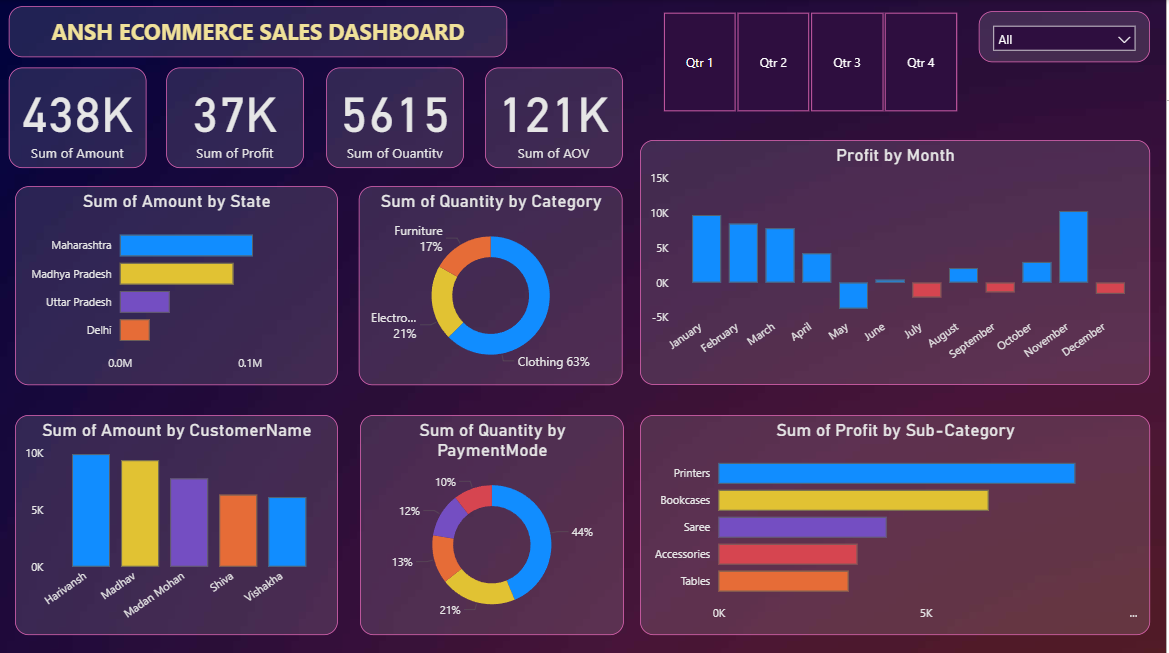 ANSH ECOMMERCE SALES DASHBOARD
Qtr 1
Qtr 2
Qtr 3
Qtr 4
All
438K
Sum of Amount
37K
Sum of Profit
5615
Sum of Quantity
121K
Sum of AOV
Profit by Month
15K
10K
5K
0K
-5K
January
February
March
April
May
June
July
August
September
October
November
December
Sum of Amount by State
Maharashtra
Madhya Pradesh
Uttar Pradesh
Delhi
0.0M
0.1M
Sum of Quantity by Category
Furniture
17%
Electro...
21%
Clothing 63%
Sum of Amount by CustomerName
10K
5K
0K
Harivansh
Madhav
Madan Mohan
Shiva
Vishakha
Sum of Quantity by
PaymentMode
10%
12%
13%
21%
44%
Sum of Profit by Sub-Category
Printers
Bookcases
Saree
Accessories
Tables
0K
5K
...